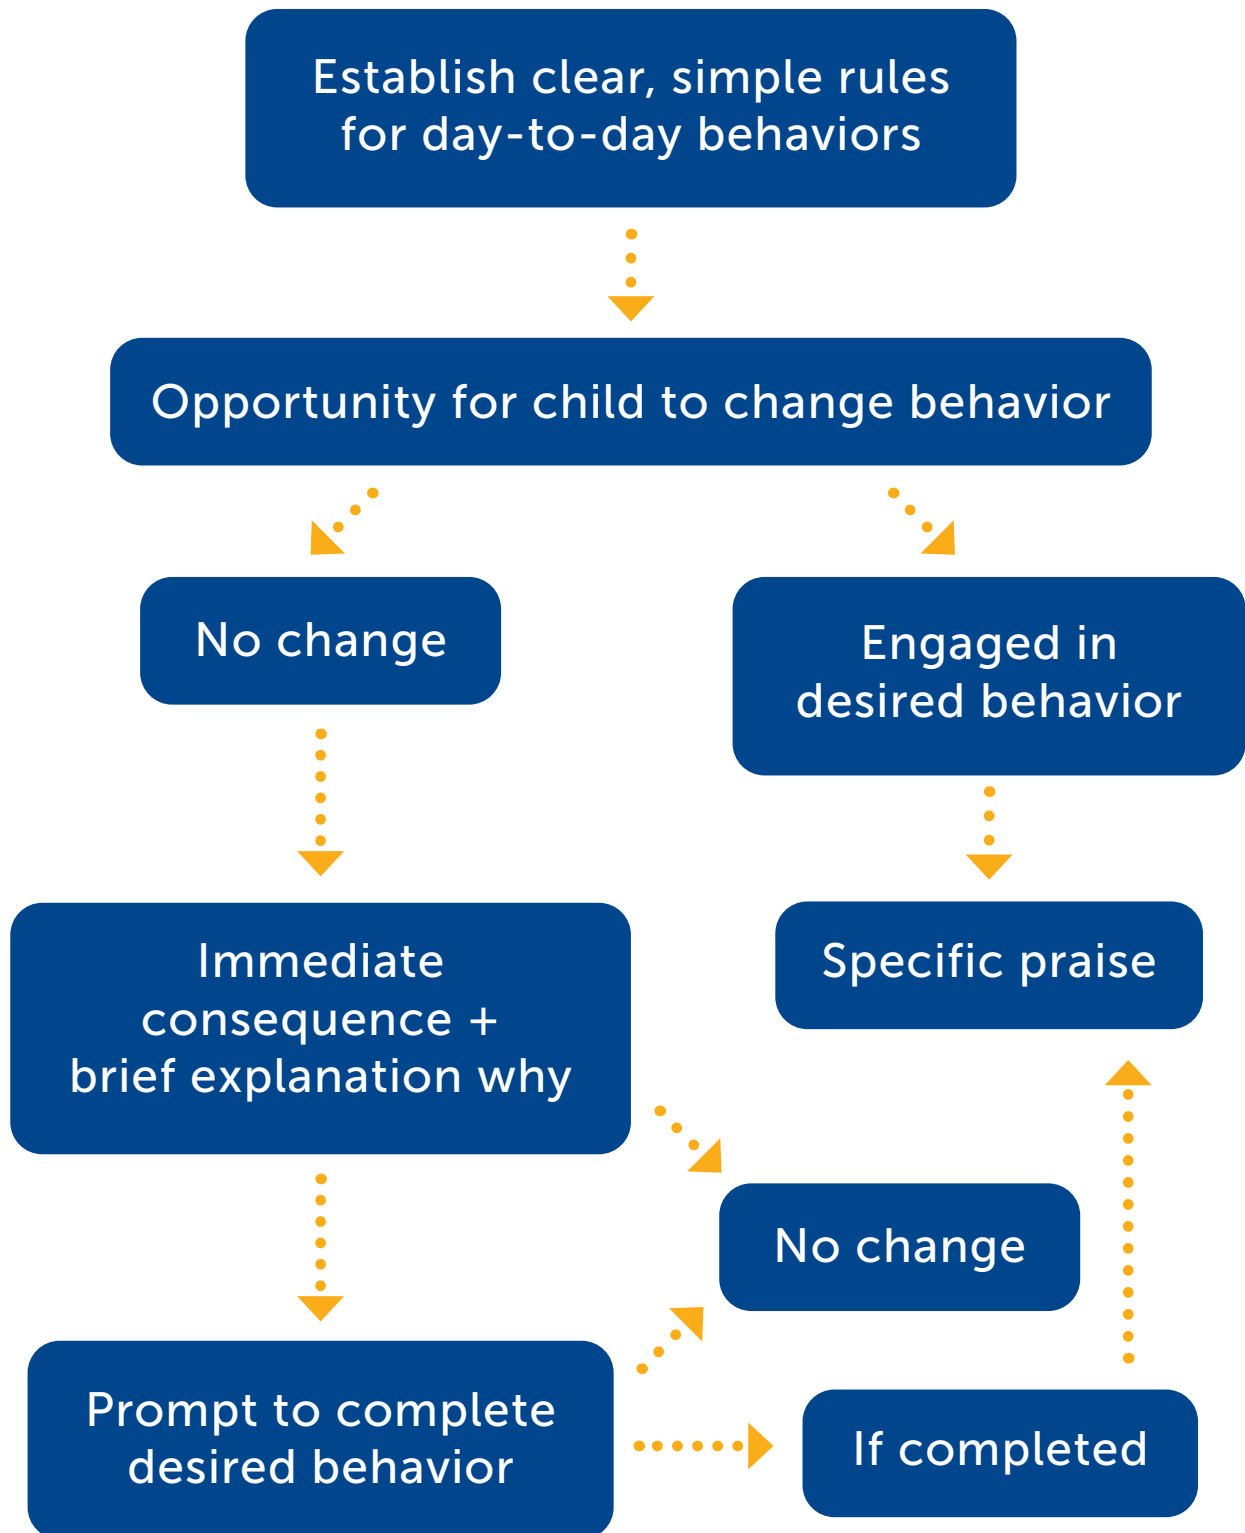 Establish clear, simple rules
for day-to-day behaviors
Opportunity for child to change behavior
No change
Engaged in
desired behavior
Immediate
consequence +
brief explanation why
Specific praise
No change
Prompt to complete
desired behavior
If completed